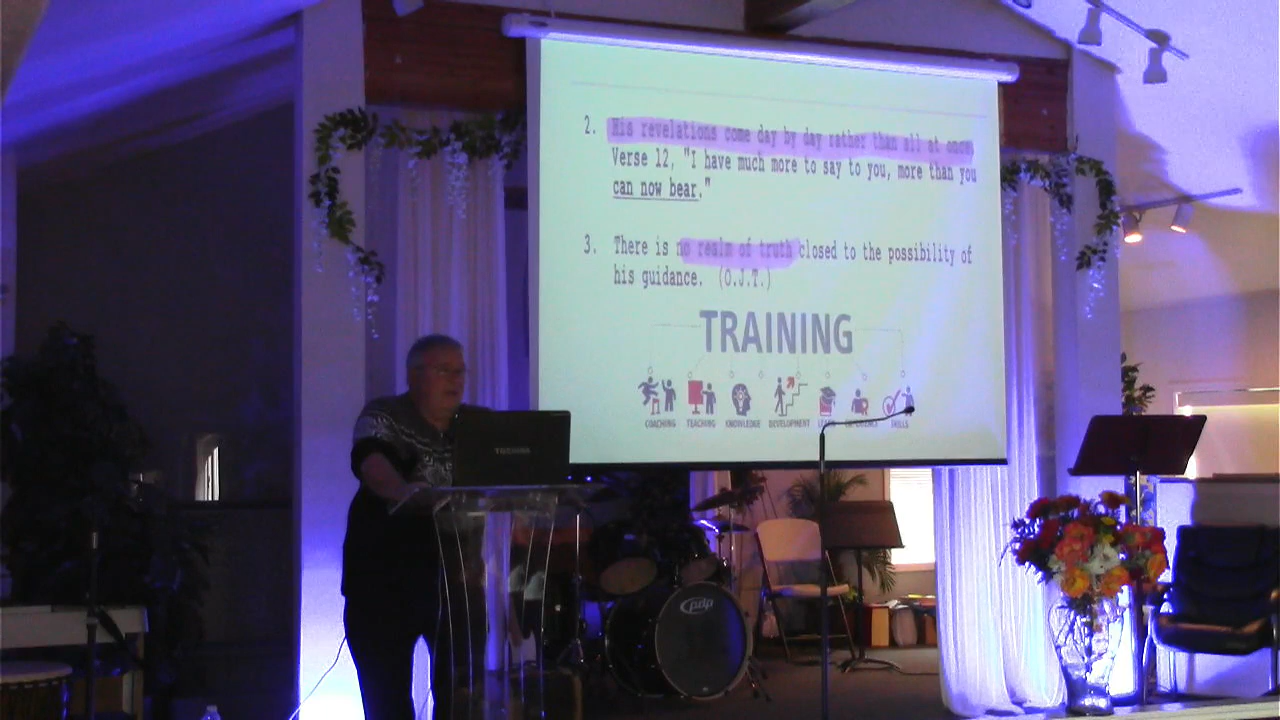 2. His revelations come day by day rather than all at once.
Verse 12, "I have much more to say to you, more than you
can now bear."
3. There is no realm of truth closed to the possibility of
his guidance. (O.J.T.)
TRAINING
COACHING TEACHING KNOWLEDGE DEVELOPMENT SKILLS
TOSHIBA
pdp